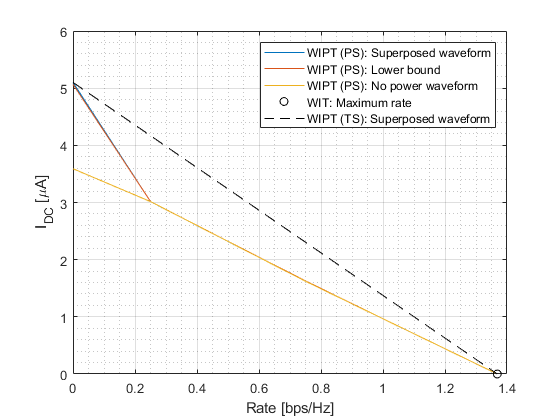 6
5
4
3
2
1
0
I_DC [μA]
WIPT (PS): Superposed waveform
WIPT (PS): Lower bound
WIPT (PS): No power waveform
WIT: Maximum rate
WIPT (TS): Superposed waveform
0 0.2 0.4 0.6 0.8 1 1.2 1.4
Rate [bps/Hz]